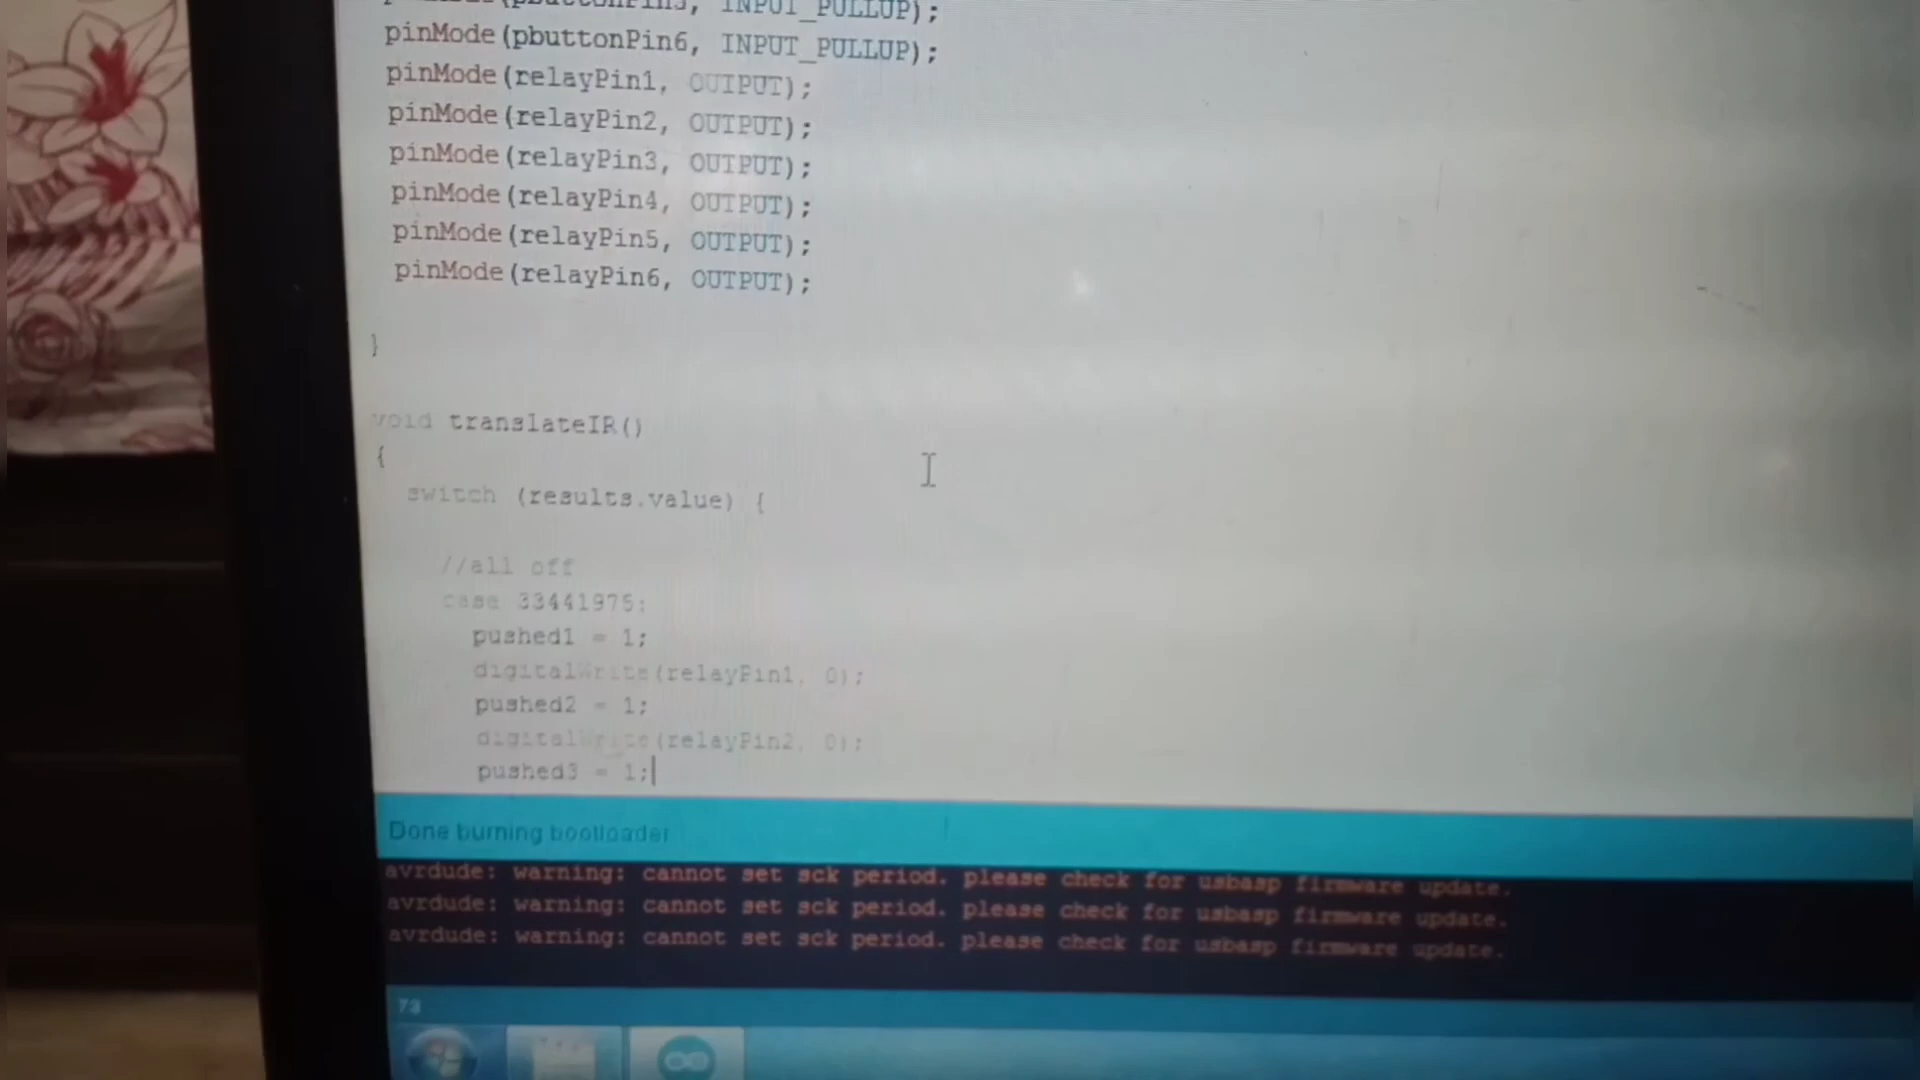 pinMode(pbuttonPin5, INPUT_PULLUP);
pinMode(pbuttonPin6, INPUT_PULLUP);
pinMode(relayPin1, OUTPUT);
pinMode(relayPin2, OUTPUT);
pinMode(relayPin3, OUTPUT);
pinMode(relayPin4, OUTPUT);
pinMode(relayPin5, OUTPUT);
pinMode(relayPin6, OUTPUT);
}
void translateIR()
{
switch (results.value) {
//all off
case 33441975:
pushed1 = 1;
digitalWrite(relayPin1, 0);
pushed2 = 1;
digitalWrite(relayPin2, 0);
pushed3 = 1;
Done burning bootloader
avrdude: warning: cannot set sck period. please check for usbasp firmware update.
avrdude: warning: cannot set sck period. please check for usbasp firmware update.
avrdude: warning: cannot set sck period. please check for usbasp firmware update.
73